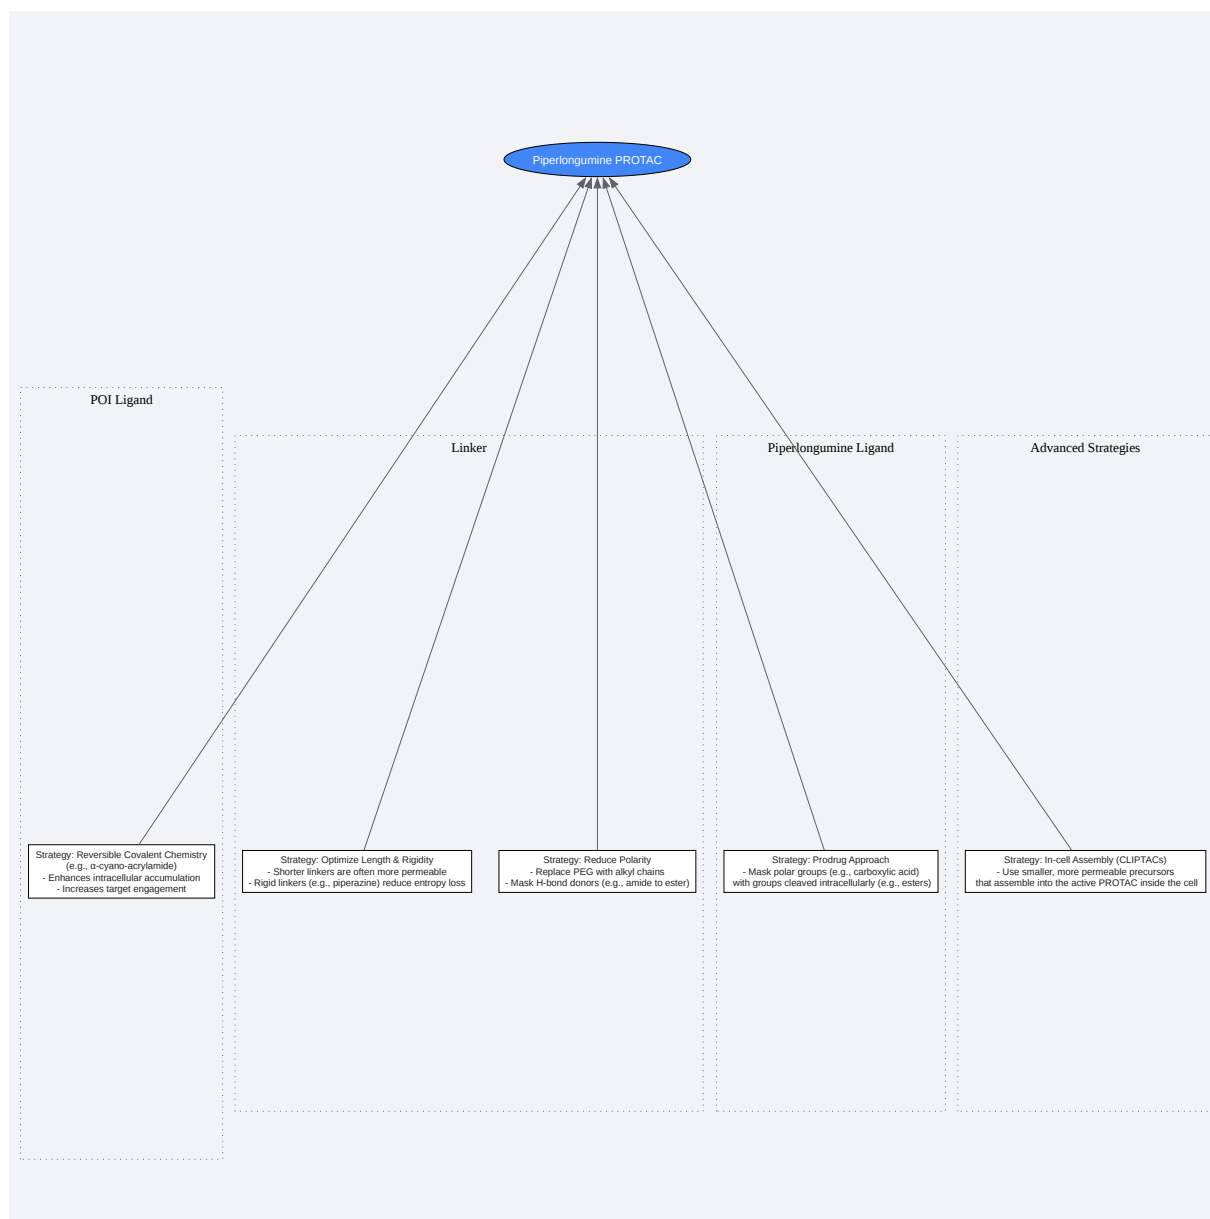 Piperlongumine PROTAC
POI Ligand
Strategy: Reversible Covalent Chemistry
(e.g., α-cyano-acrylamide)
- Enhances intracellular accumulation
- Increases target engagement
Linker
Strategy: Optimize Length & Rigidity
- Shorter linkers are often more permeable
- Rigid linkers (e.g., piperazine) reduce entropy loss
Strategy: Reduce Polarity
- Replace PEG with alkyl chains
- Mask H-bond donors (e.g., amide to ester)
Piperlongumine Ligand
Strategy: Prodrug Approach
- Mask polar groups (e.g., carboxylic acid)
with groups cleaved intracellularly (e.g., esters)
Advanced Strategies
Strategy: In-cell Assembly (CLIPTACs)
- Use smaller, more permeable precursors
that assemble into the active PROTAC inside the cell